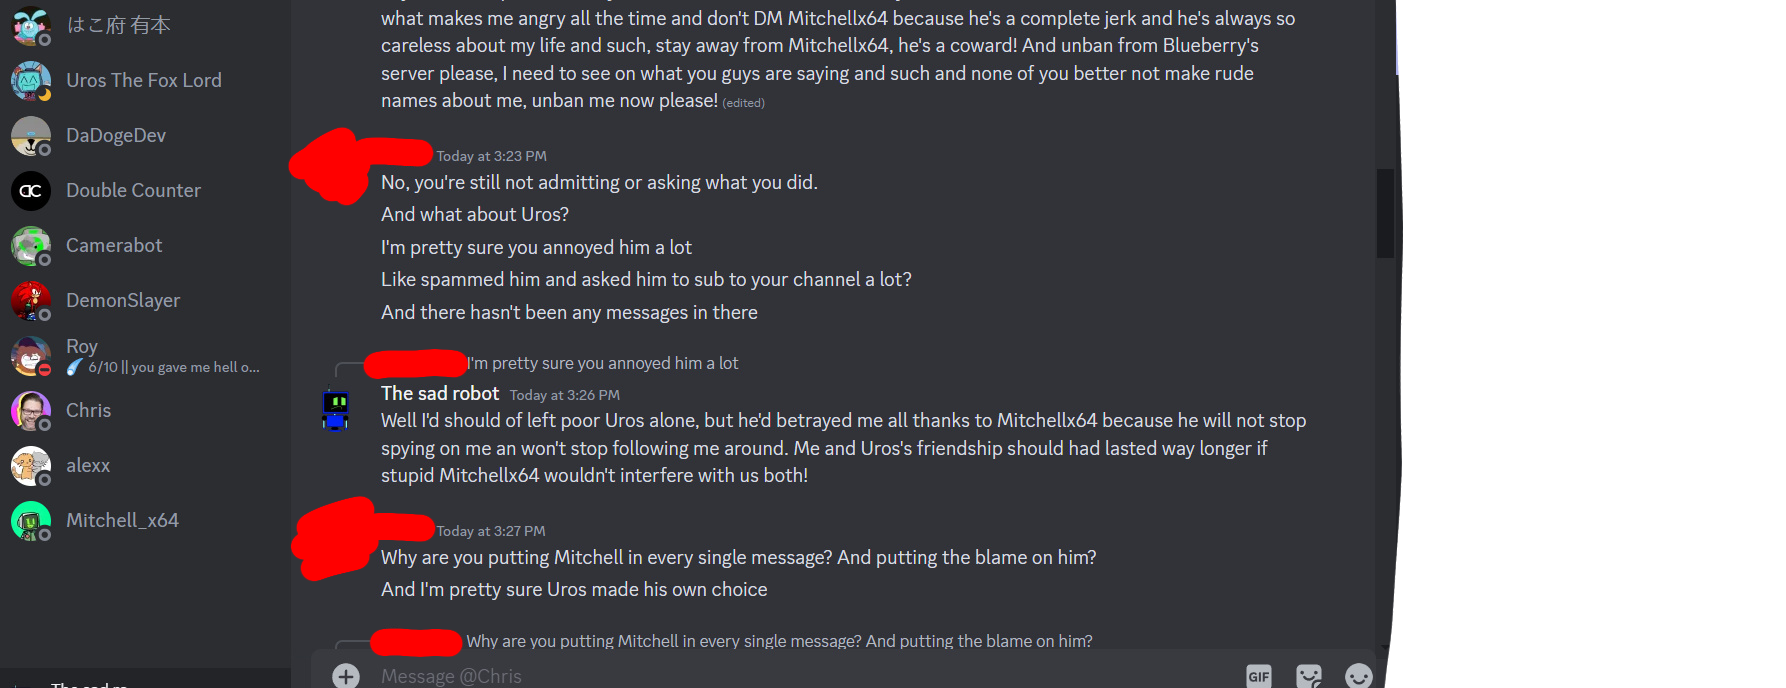 はこ府 有本
Uros The Fox Lord
DaDogeDev
Double Counter
Camerabot
DemonSlayer
Roy
6/10 || you gave me hell o...
Chris
alexx
Mitchell_x64
what makes me angry all the time and don't DM Mitchellx64 because he's a complete jerk and he's always so
careless about my life and such, stay away from Mitchellx64, he's a coward! And unban from Blueberry's
server please, I need to see on what you guys are saying and such and none of you better not make rude
names about me, unban me now please! (edited)
Today at 3:23 PM
No, you're still not admitting or asking what you did.
And what about Uros?
I'm pretty sure you annoyed him a lot
Like spammed him and asked him to sub to your channel a lot?
And there hasn't been any messages in there
I'm pretty sure you annoyed him a lot
The sad robot Today at 3:26 PM
Well I'd should of left poor Uros alone, but he'd betrayed me all thanks to Mitchellx64 because he will not stop
spying on me an won't stop following me around. Me and Uros's friendship should had lasted way longer if
stupid Mitchellx64 wouldn't interfere with us both!
Today at 3:27 PM
Why are you putting Mitchell in every single message? And putting the blame on him?
And I'm pretty sure Uros made his own choice
Why are you putting Mitchell in every single message? And putting the blame on him?
Message @Chris
GIF